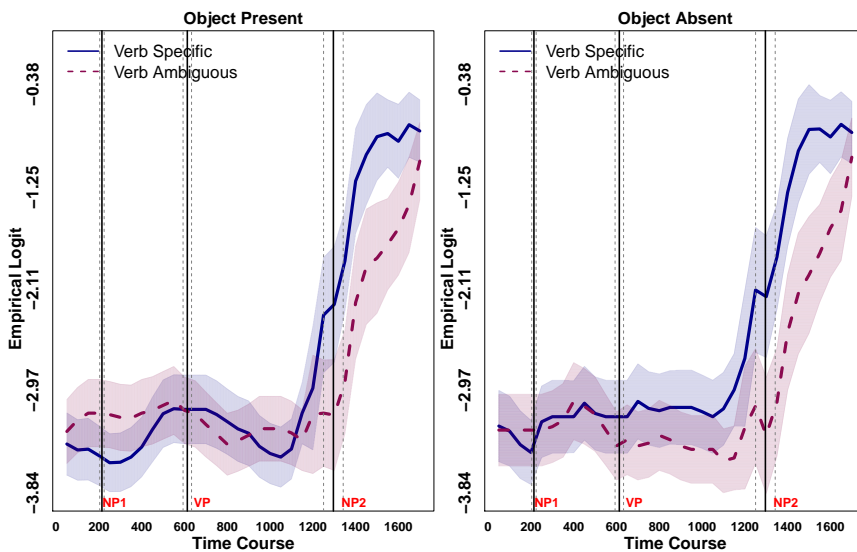 Object Present
Verb Specific
Verb Ambiguous
Empirical Logit
−0.38
−1.25
−2.11
−2.97
−3.84
NP1
VP
NP2
0 200 400 600 800 1000 1200 1400 1600
Time Course
Object Absent
Verb Specific
Verb Ambiguous
Empirical Logit
−0.38
−1.25
−2.11
−2.97
−3.84
NP1
VP
NP2
0 200 400 600 800 1000 1200 1400 1600
Time Course